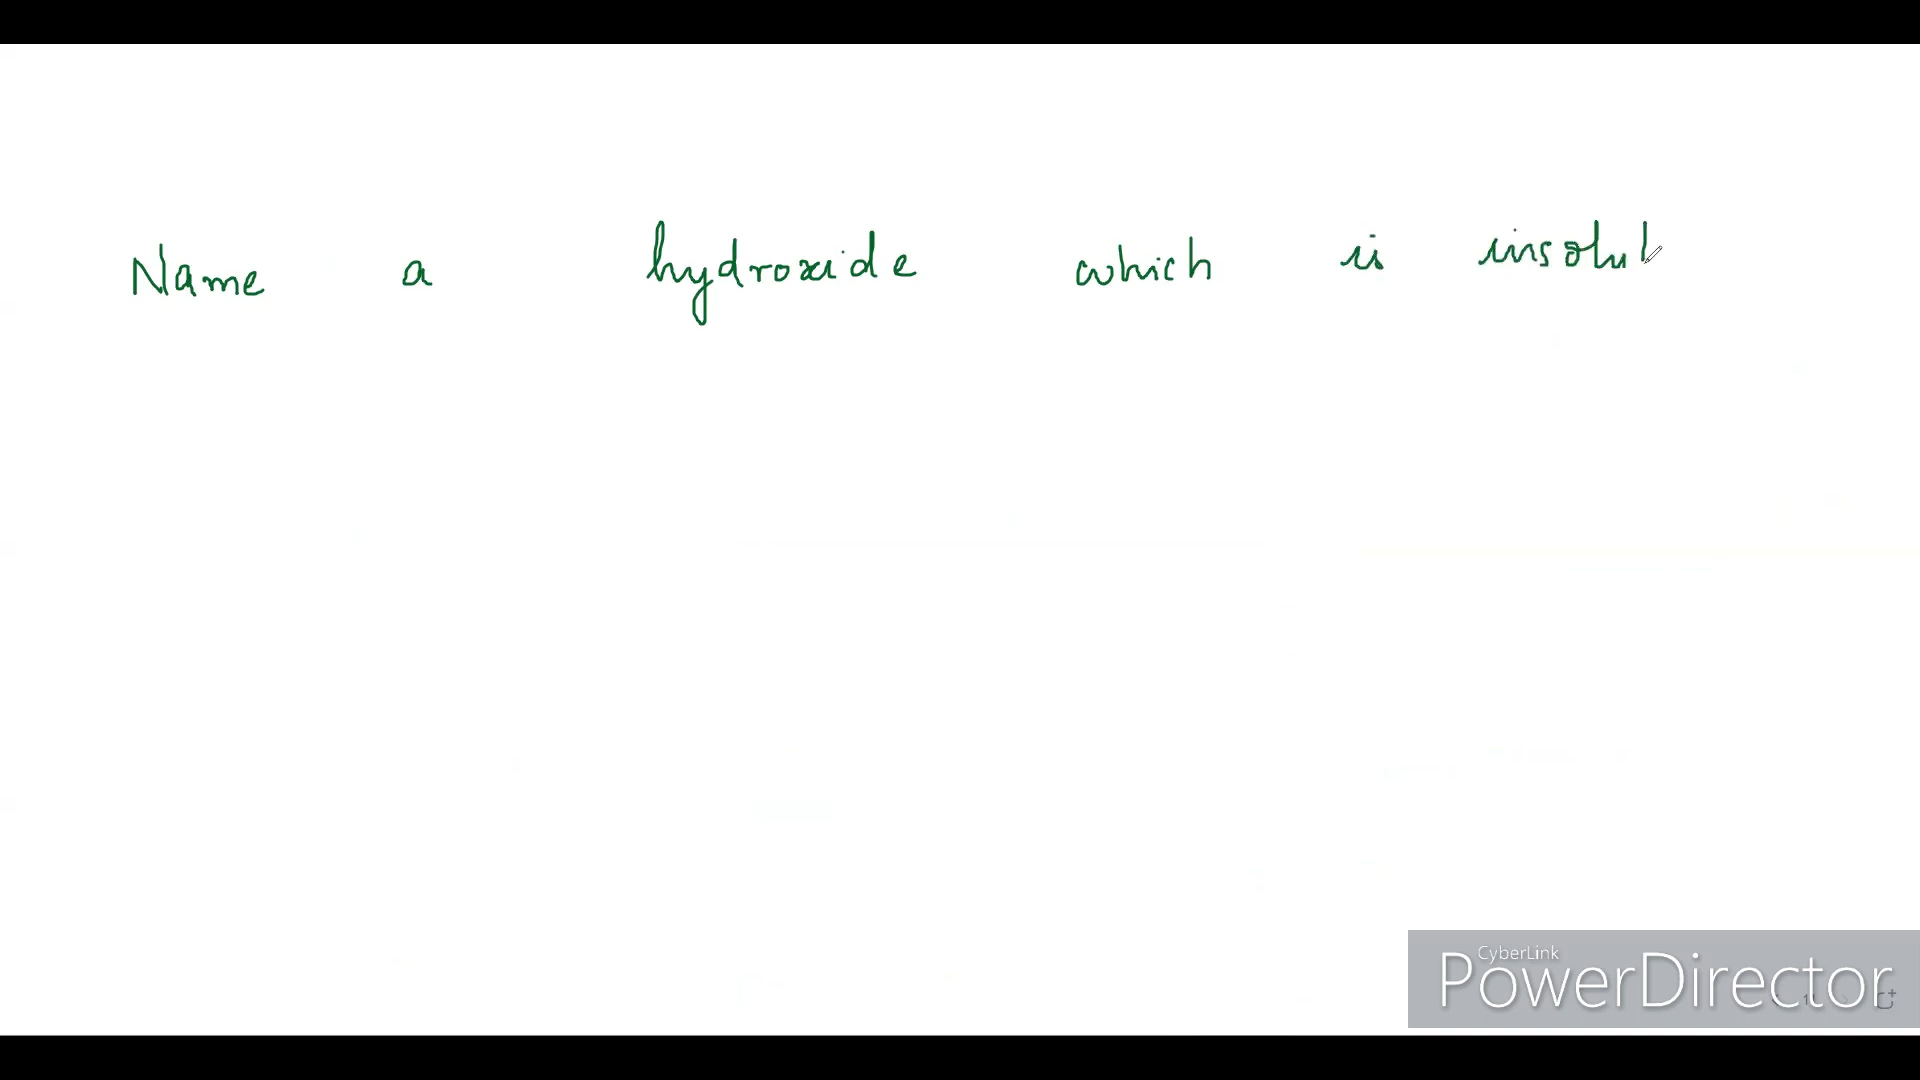 Name a hydroxide which is insolub
CyberLink
PowerDirector